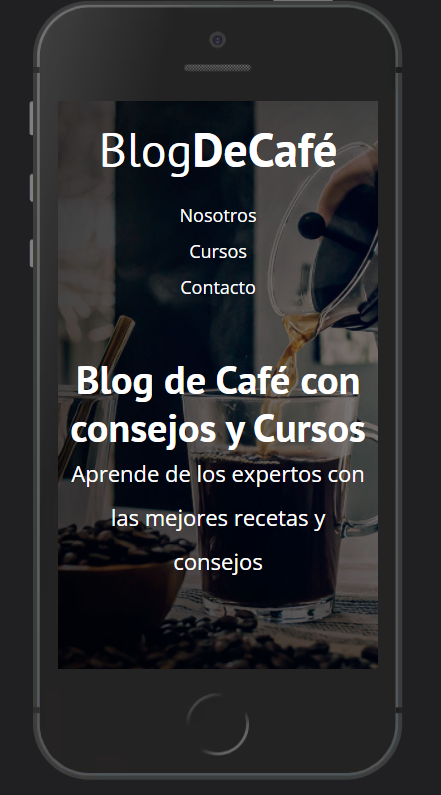 BlogDeCafé
Nosotros
Cursos
Contacto
Blog de Café con
consejos y Cursos
Aprende de los expertos con
las mejores recetas y
consejos